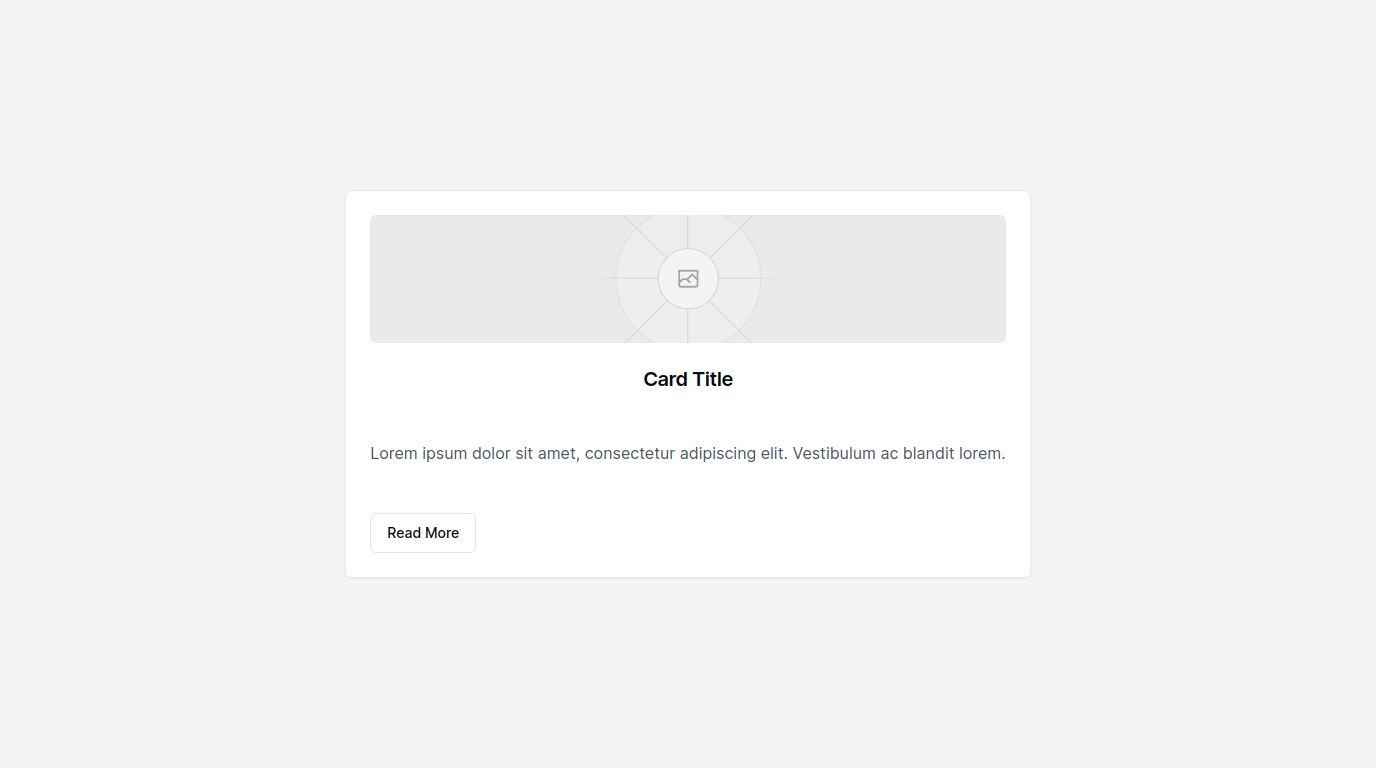 Card Title
Lorem ipsum dolor sit amet, consectetur adipiscing elit. Vestibulum ac blandit lorem.
Read More